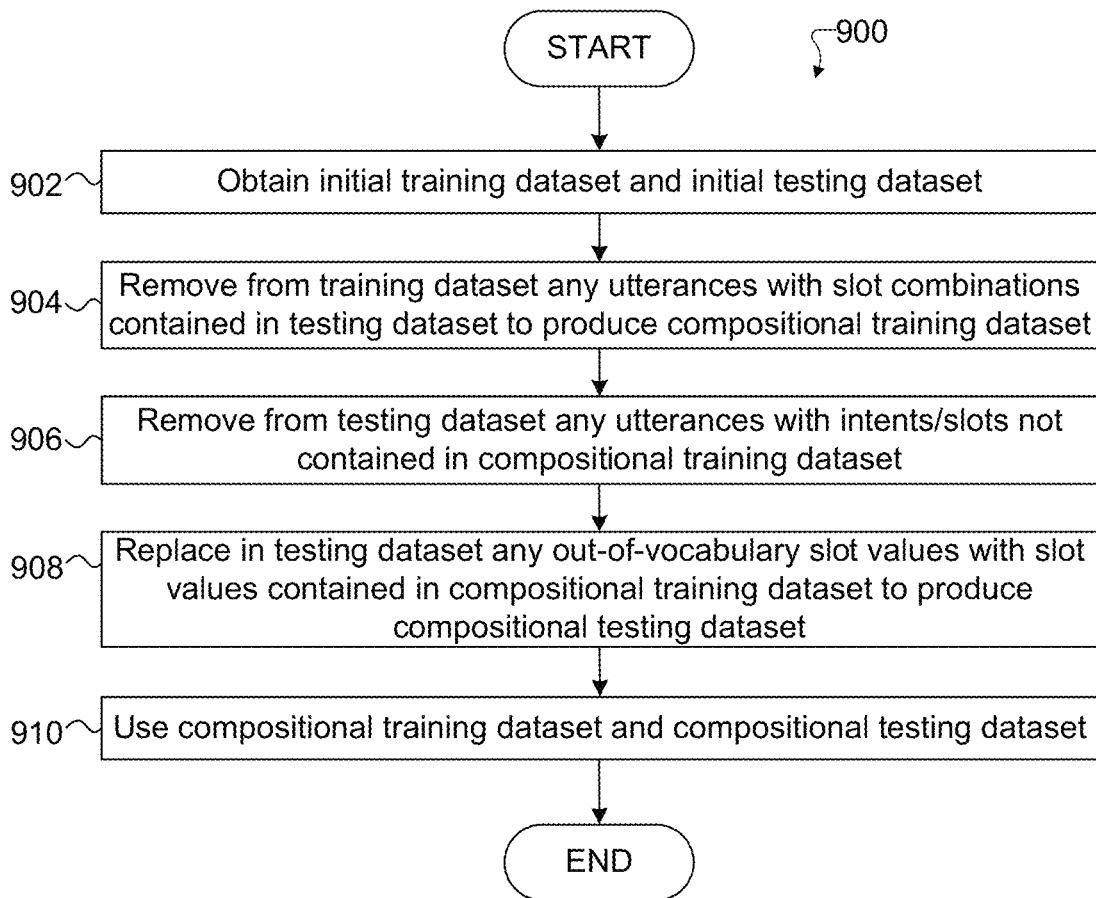 START
900
902
Obtain initial training dataset and initial testing dataset
904
Remove from training dataset any utterances with slot combinations
contained in testing dataset to produce compositional training dataset
906
Remove from testing dataset any utterances with intents/slots not
contained in compositional training dataset
908
Replace in testing dataset any out-of-vocabulary slot values with slot
values contained in compositional training dataset to produce
compositional testing dataset
910
Use compositional training dataset and compositional testing dataset
END